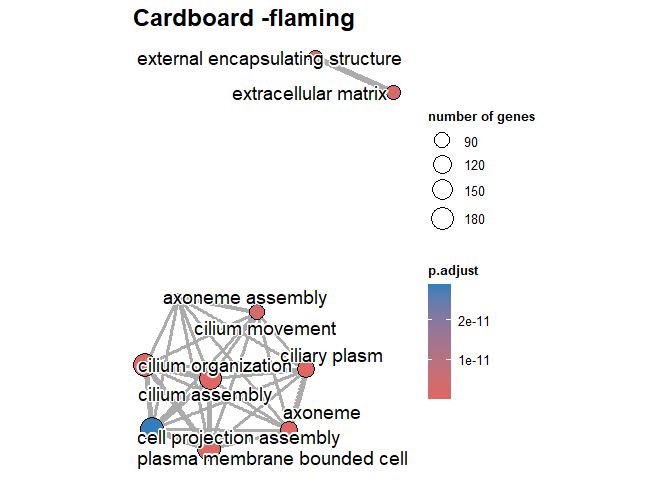 Cardboard -flaming
external encapsulating structure
extracellular matrix
number of genes
90
120
150
180
p.adjust
2e-11
1e-11
axoneme assembly
cilium movement
ciliary plasm
cilium organization
cilium assembly
axoneme
cell projection assembly
plasma membrane bounded cell